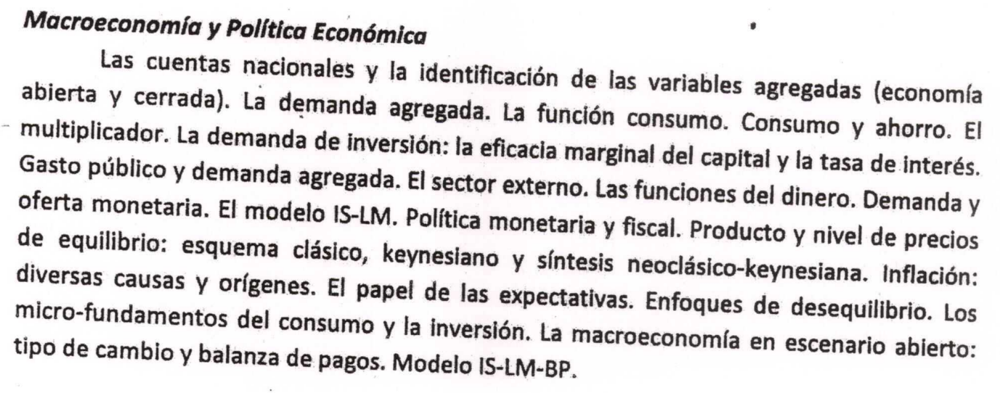 Macroeconomía y Política Económica
Las cuentas nacionales y la identificación de las variables agregadas (economía
abierta y cerrada). La demanda agregada. La función consumo. Consumo y ahorro. El
multiplicador. La demanda de inversión: la eficacia marginal del capital y la tasa de interés.
Gasto público y demanda agregada. El sector externo. Las funciones del dinero. Demanda y
oferta monetaria. El modelo IS-LM. Política monetaria y fiscal. Producto y nivel de precios
de equilibrio: esquema clásico, keynesiano y síntesis neoclásico-keynesiana. Inflación:
diversas causas y orígenes. El papel de las expectativas. Enfoques de desequilibrio. Los
micro-fundamentos del consumo y la inversión. La macroeconomía en escenario abierto:
tipo de cambio y balanza de pagos. Modelo IS-LM-BP.